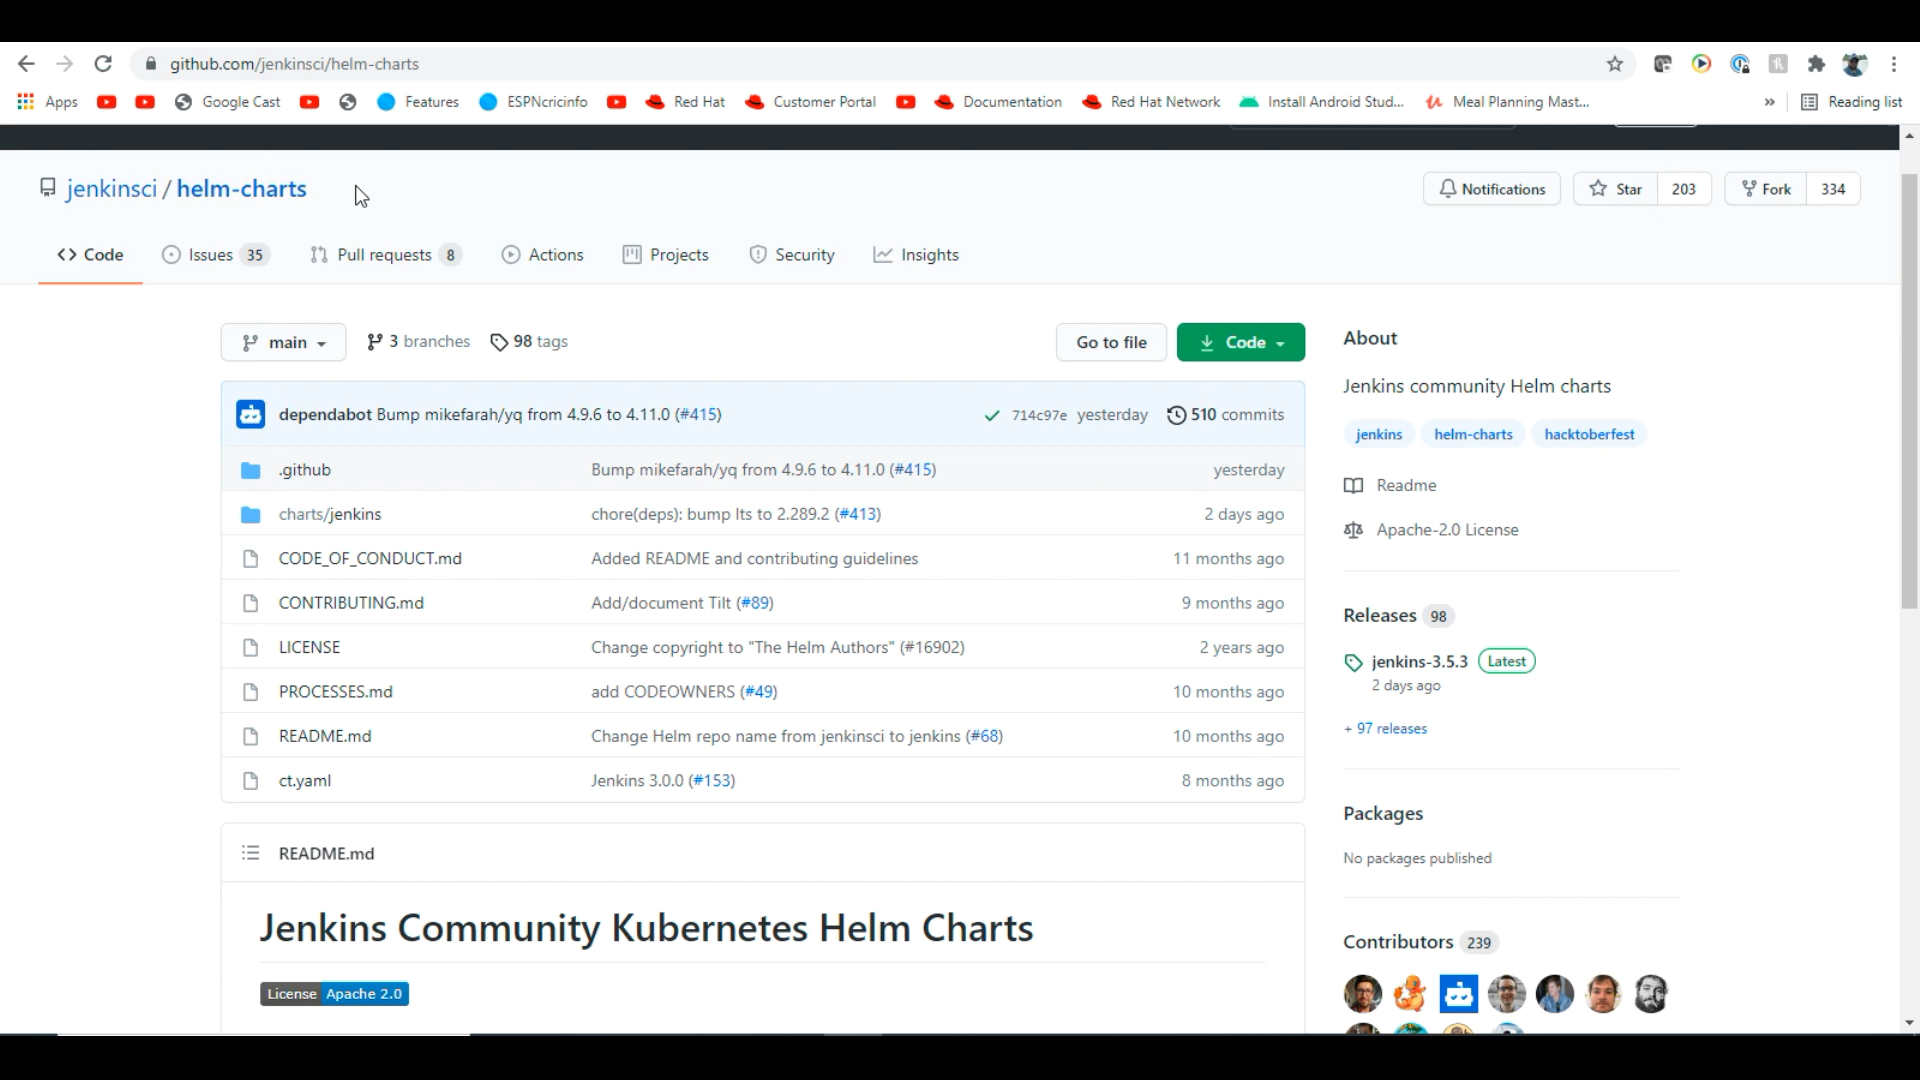 github.com/jenkinsci/helm-charts
Apps Google Cast Features ESPNcricinfo Red Hat Customer Portal Documentation Red Hat Network Install Android Stud... Meal Planning Mast... » Reading list
jenkinsci / helm-charts
Notifications Star 203 Fork 334
Code Issues 35 Pull requests 8 Actions Projects Security Insights
main 3 branches 98 tags Go to file Code
dependabot Bump mikefarah/yq from 4.9.6 to 4.11.0 (#415) 714c97e yesterday 510 commits
.github Bump mikefarah/yq from 4.9.6 to 4.11.0 (#415) yesterday
charts/jenkins chore(deps): bump lts to 2.289.2 (#413) 2 days ago
CODE_OF_CONDUCT.md Added README and contributing guidelines 11 months ago
CONTRIBUTING.md Add/document Tilt (#89) 9 months ago
LICENSE Change copyright to "The Helm Authors" (#16902) 2 years ago
PROCESSES.md add CODEOWNERS (#49) 10 months ago
README.md Change Helm repo name from jenkinsci to jenkins (#68) 10 months ago
ct.yaml Jenkins 3.0.0 (#153) 8 months ago
README.md
Jenkins Community Kubernetes Helm Charts
License Apache 2.0
About
Jenkins community Helm charts
jenkins helm-charts hacktoberfest
Readme
Apache-2.0 License
Releases 98
jenkins-3.5.3 Latest
2 days ago
+ 97 releases
Packages
No packages published
Contributors 239